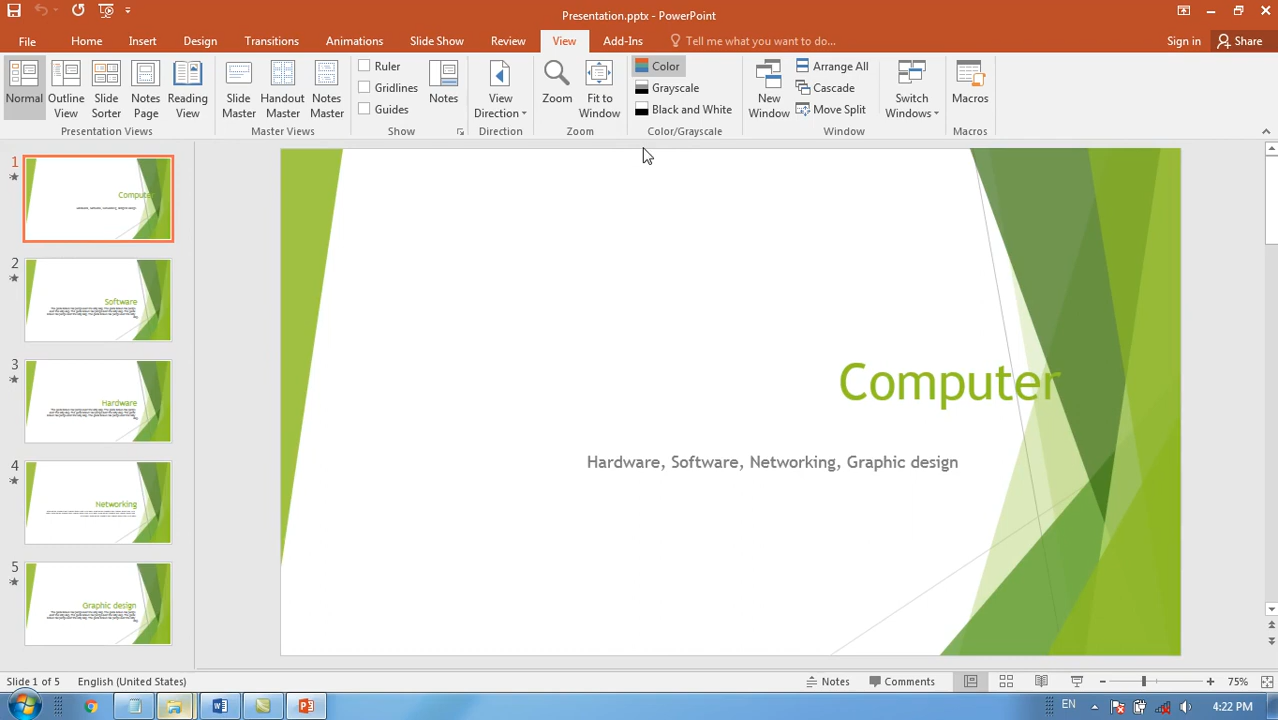 Presentation.pptx - PowerPoint
File Home Insert Design Transitions Animations Slide Show Review View Add-Ins Tell me what you want to do... Sign in Share
Normal
Outline View
Slide Sorter
Notes Page
Reading View
Presentation Views
Slide Master
Handout Master
Notes Master
Master Views
Ruler
Gridlines
Guides
Show
Notes
View Direction
Direction
Zoom
Fit to Window
Zoom
Color
Grayscale
Black and White
Color/Grayscale
New Window
Arrange All
Cascade
Move Split
Switch Windows
Window
Macros
Macros
1
Computer
2
Software
3
Hardware
4
Networking
5
Graphic design
Computer
Hardware, Software, Networking, Graphic design
Slide 1 of 5 English (United States) Notes Comments 75%
EN 4:22 PM